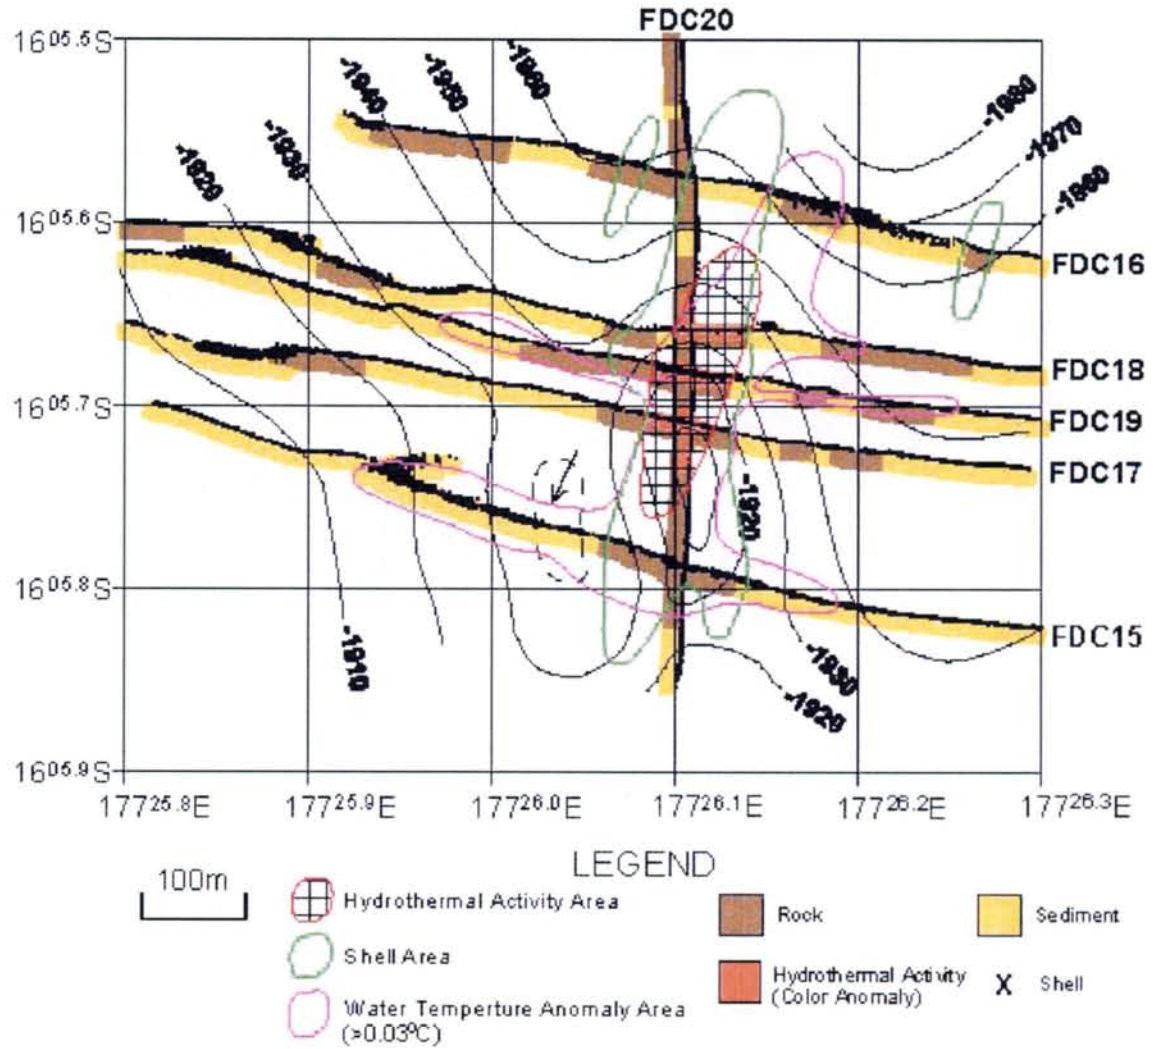 FDC20
16 05.5 S
-1940
-1950
-1960
-1980
-1970
-1960
-1920
-1930
16 05.6 S
FDC16
FDC18
16 05.7 S
FDC19
FDC17
-1920
16 05.8 S
-1910
FDC15
-1930
-1920
16 05.9 S
177 25.8 E 177 25.9 E 177 26.0 E 177 26.1 E 177 26.2 E 177 26.3 E
LEGEND
100m
Hydrothermal Activity Area
Rock
Sediment
Shell Area
Hydrothermal Activity
(Color Anomaly)
X Shell
Water Temperture Anomaly Area
(>0.03ºC)